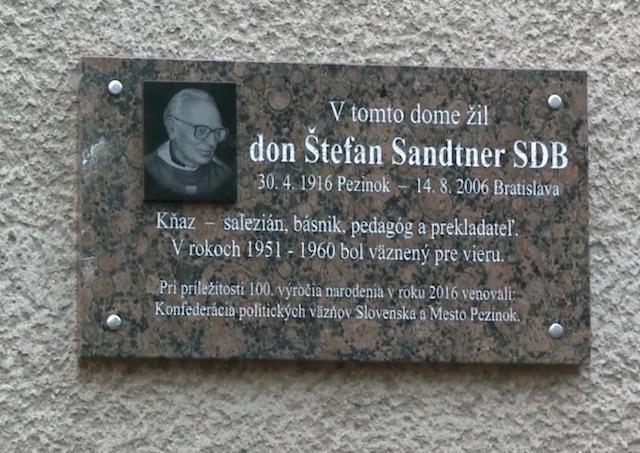 V tomto dome žil
don Štefan Sandtner SDB
30. 4. 1916 Pezinok – 14. 8. 2006 Bratislava
Kňaz – salezián, básnik, pedagóg a prekladateľ.
V rokoch 1951 - 1960 bol väznený pre vieru.
Pri príležitosti 100. výročia narodenia v roku 2016 venovali:
Konfederácia politických väzňov Slovenska a Mesto Pezinok.